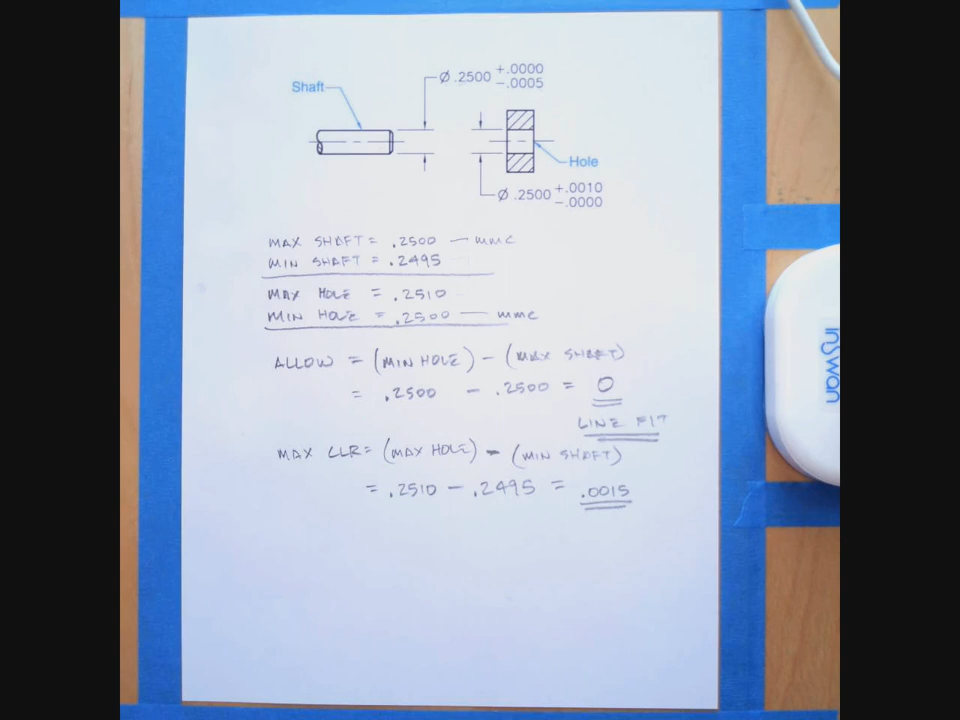 Ø .2500 +.0000
-.0005
Shaft
Hole
Ø .2500 +.0010
-.0000
MAX SHAFT = .2500 — MMC
MIN SHAFT = .2495
MAX HOLE = .2510
MIN HOLE = .2500 — MMC
ALLOW = (MIN HOLE) - (MAX SHAFT)
= .2500 - .2500 = 0
LINE FIT
MAX CLR = (MAX HOLE) - (MIN SHAFT)
= .2510 - .2495 = .0015
inswan